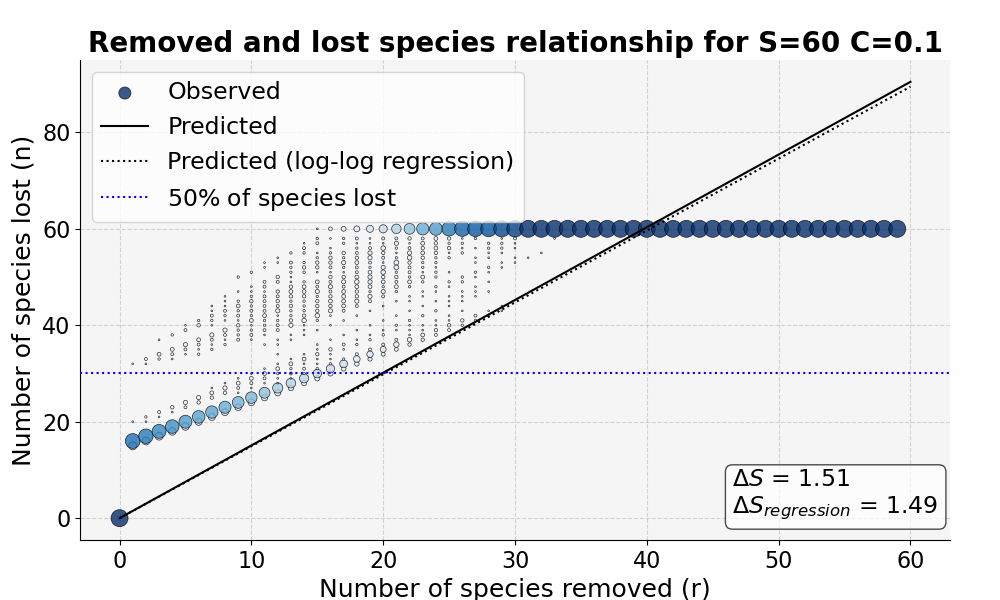 Removed and lost species relationship for S=60 C=0.1
Number of species lost (n)
80
60
40
20
0
Observed
Predicted
Predicted (log-log regression)
50% of species lost
ΔS = 1.51
ΔS_regression = 1.49
0 10 20 30 40 50 60
Number of species removed (r)